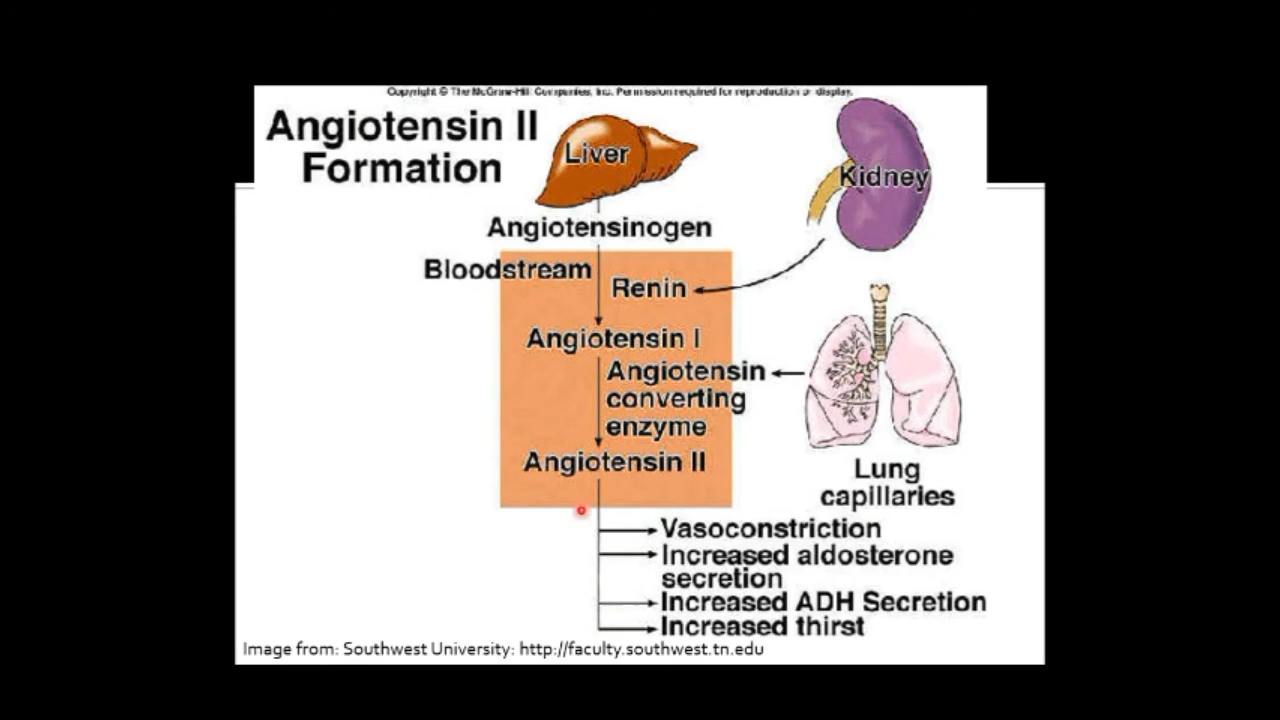 Copyright © The McGraw-Hill Companies, Inc. Permission required for reproduction or display.
Angiotensin II
Formation
Liver
Kidney
Angiotensinogen
Bloodstream
Renin
Angiotensin I
Angiotensin
converting
enzyme
Angiotensin II
Lung
capillaries
Vasoconstriction
Increased aldosterone
secretion
Increased ADH Secretion
Increased thirst
Image from: Southwest University: http://faculty.southwest.tn.edu